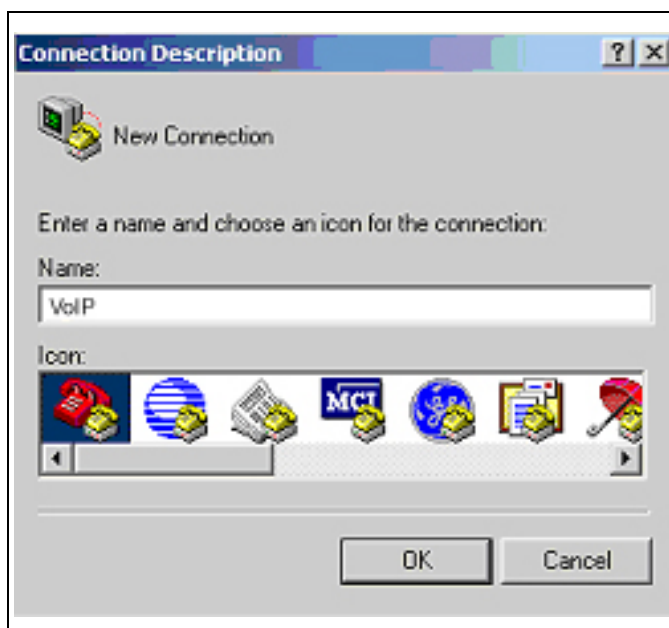 Connection Description
New Connection
Enter a name and choose an icon for the connection:
Name:
VoIP
Icon:
MCI
OK
Cancel